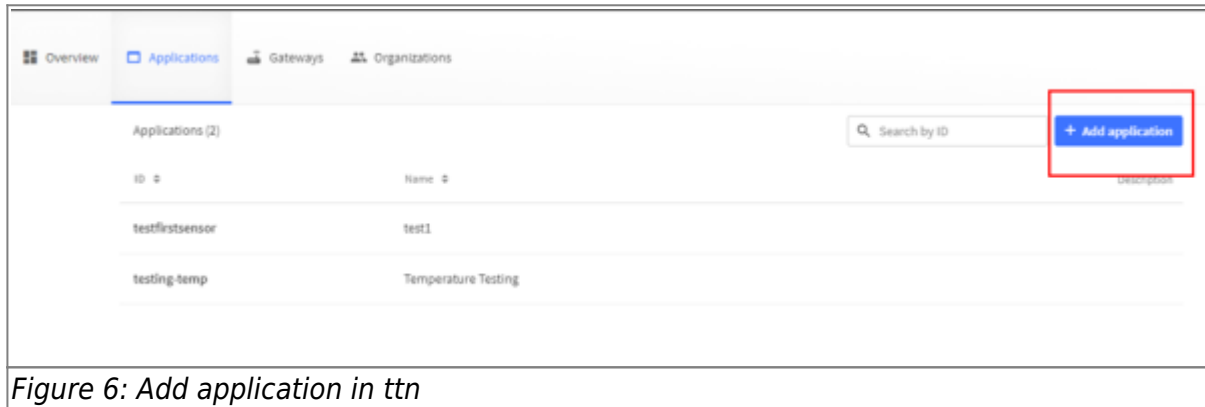 Overview Applications Gateways Organizations
Applications (2)
Search by ID
+ Add application
ID Name Description
testfirstsensor test1
testing-temp Temperature Testing
Figure 6: Add application in ttn